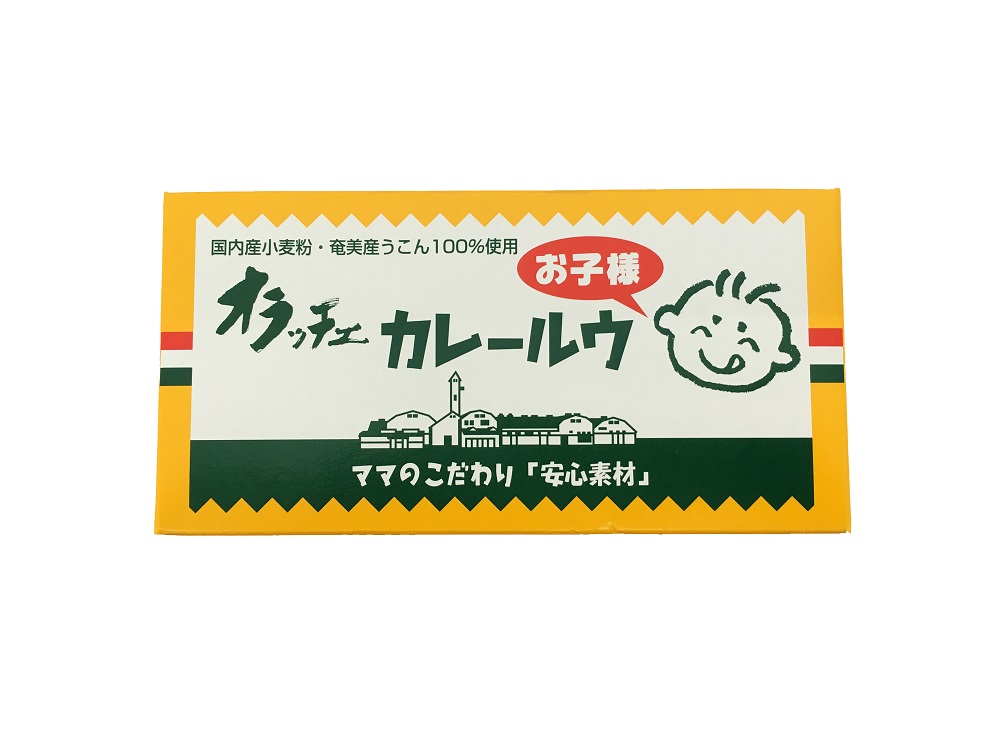 国内産小麦粉・奄美産うこん100%使用
お子様
オラッチェ カレールウ
ママのこだわり「安心素材」